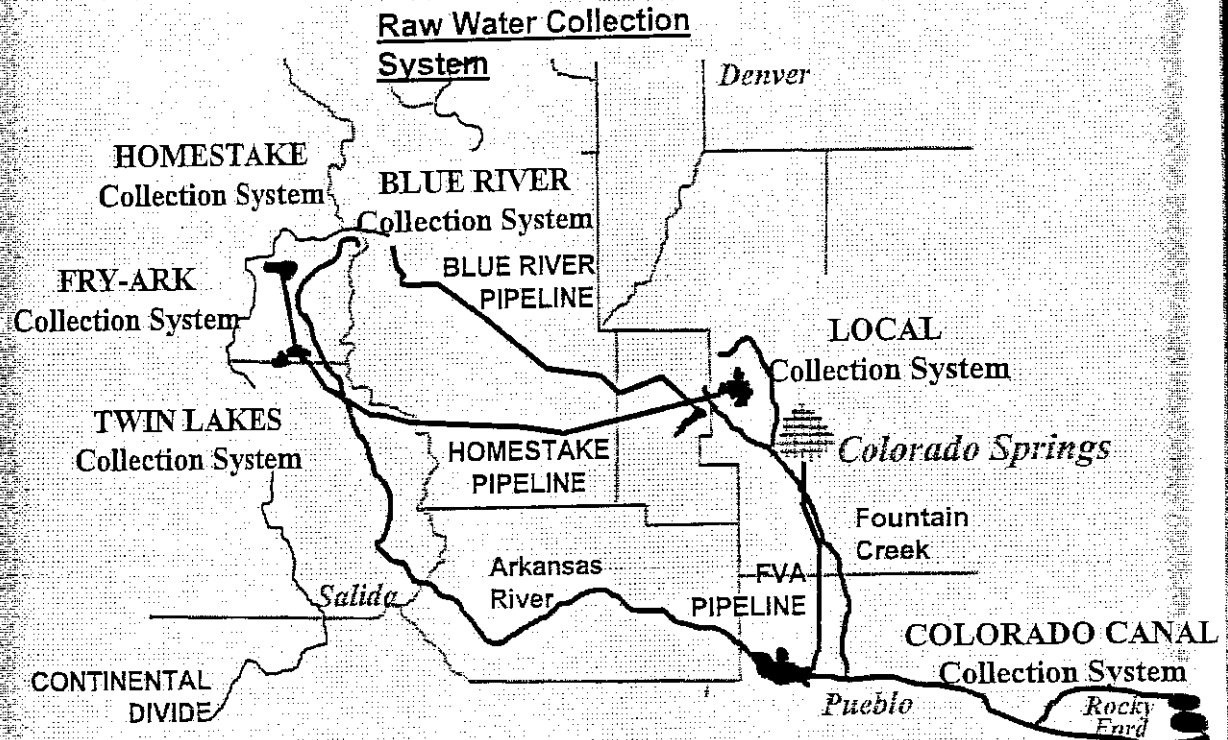 Raw Water Collection
System
Denver
HOMESTAKE
Collection System
BLUE RIVER
Collection System
BLUE RIVER
PIPELINE
FRY-ARK
Collection System
LOCAL
Collection System
TWIN LAKES
Collection System
HOMESTAKE
PIPELINE
Colorado Springs
Fountain
Creek
Arkansas
River
FVA
PIPELINE
Salida
COLORADO CANAL
Collection System
CONTINENTAL
DIVIDE
Pueblo
Rocky
Ford